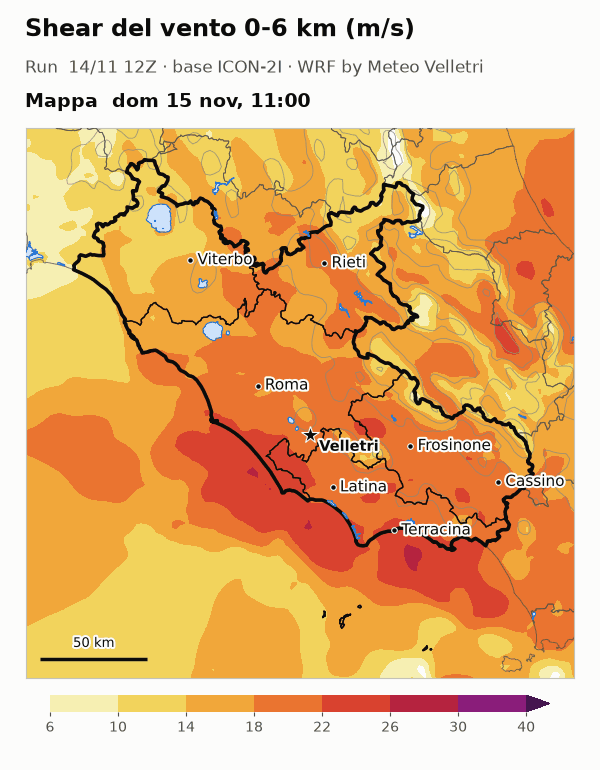 Shear del vento 0-6 km (m/s)
Run  14/11 12Z · base ICON-2I · WRF by Meteo Velletri
Mappa  dom 15 nov, 11:00
Viterbo
Rieti
Roma
Velletri
Frosinone
Latina
Cassino
Terracina
50 km
6 10 14 18 22 26 30 40